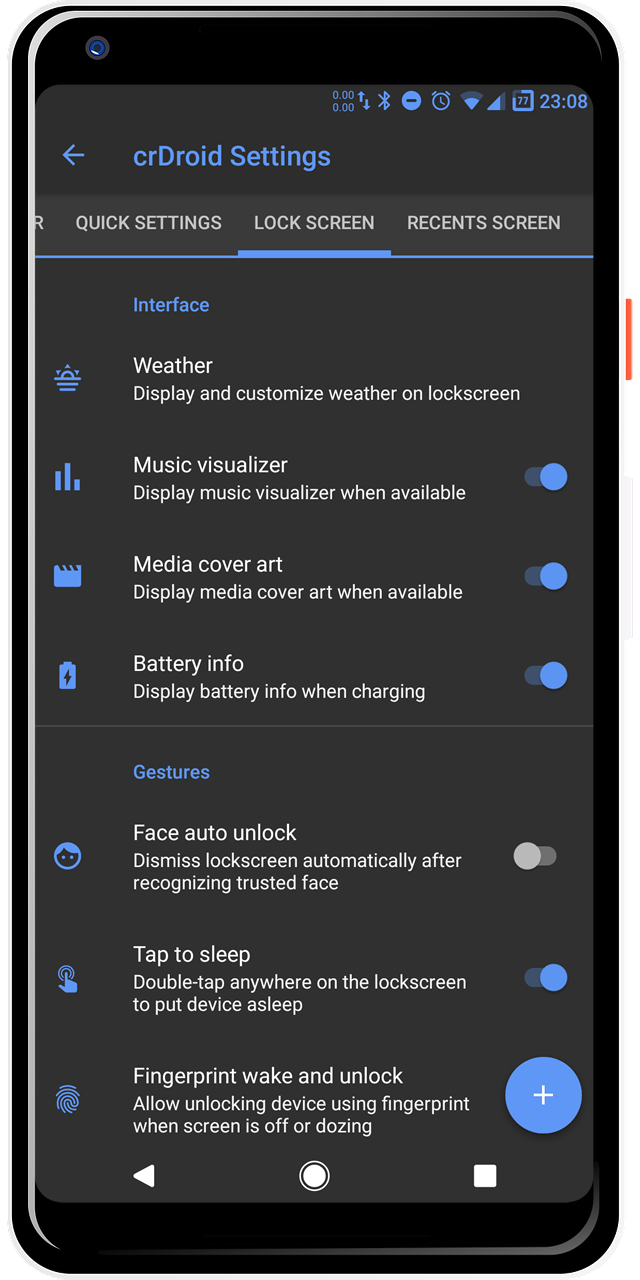 0.00
0.00
77 23:08
crDroid Settings
R QUICK SETTINGS LOCK SCREEN RECENTS SCREEN
Interface
Weather
Display and customize weather on lockscreen
Music visualizer
Display music visualizer when available
Media cover art
Display media cover art when available
Battery info
Display battery info when charging
Gestures
Face auto unlock
Dismiss lockscreen automatically after
recognizing trusted face
Tap to sleep
Double-tap anywhere on the lockscreen
to put device asleep
Fingerprint wake and unlock
Allow unlocking device using fingerprint
when screen is off or dozing